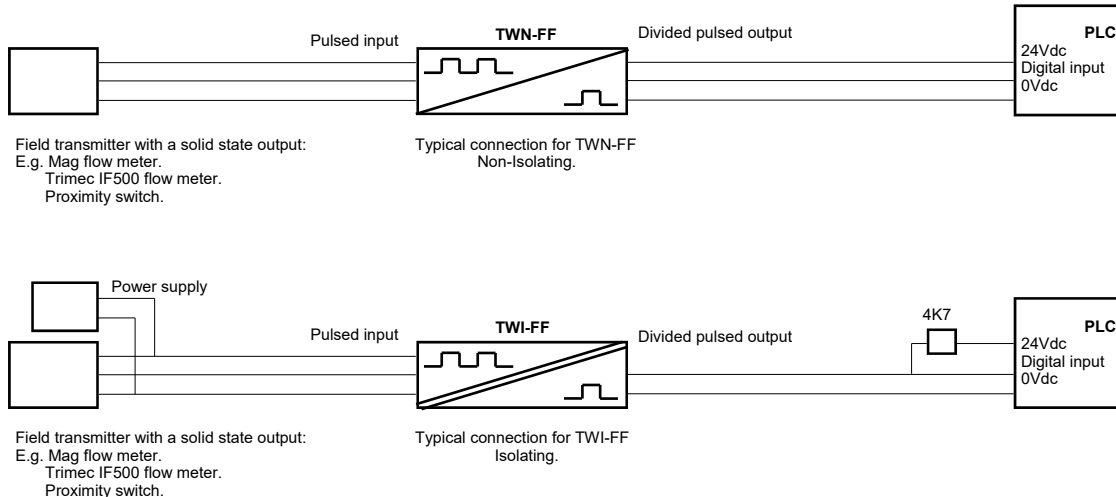 Pulsed input
TWN-FF
Divided pulsed output
PLC
24Vdc
Digital input
0Vdc
Field transmitter with a solid state output:
E.g. Mag flow meter.
Trimec IF500 flow meter.
Proximity switch.
Typical connection for TWN-FF
Non-Isolating.
Power supply
Pulsed input
TWI-FF
Divided pulsed output
4K7
PLC
24Vdc
Digital input
0Vdc
Field transmitter with a solid state output:
E.g. Mag flow meter.
Trimec IF500 flow meter.
Proximity switch.
Typical connection for TWI-FF
Isolating.